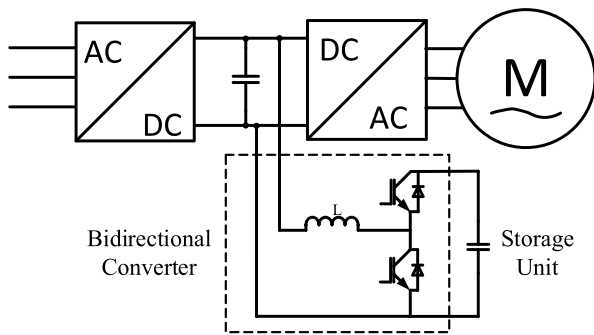 AC
DC
DC
AC
M
L
Bidirectional
Converter
Storage
Unit